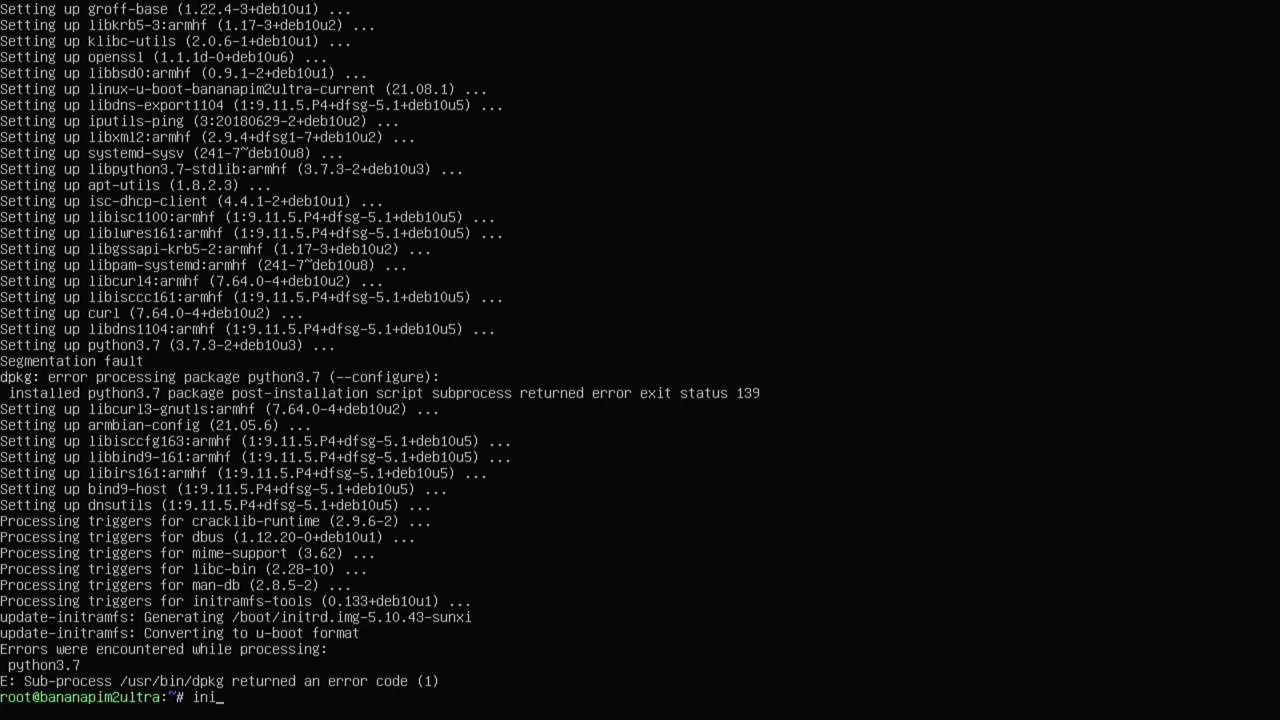 Setting up groff-base (1.22.4-3+deb10u1) ...
Setting up libkrb5-3:armhf (1.17-3+deb10u2) ...
Setting up klibc-utils (2.0.6-1+deb10u1) ...
Setting up openssl (1.1.1d-0+deb10u6) ...
Setting up libbsd0:armhf (0.9.1-2+deb10u1) ...
Setting up linux-u-boot-bananapim2ultra-current (21.08.1) ...
Setting up libdns-export1104 (1:9.11.5.P4+dfsg-5.1+deb10u5) ...
Setting up iputils-ping (3:20180629-2+deb10u2) ...
Setting up libxml2:armhf (2.9.4+dfsg1-7+deb10u2) ...
Setting up systemd-sysv (241-7~deb10u8) ...
Setting up libpython3.7-stdlib:armhf (3.7.3-2+deb10u3) ...
Setting up apt-utils (1.8.2.3) ...
Setting up isc-dhcp-client (4.4.1-2+deb10u1) ...
Setting up libisc1100:armhf (1:9.11.5.P4+dfsg-5.1+deb10u5) ...
Setting up liblwres161:armhf (1:9.11.5.P4+dfsg-5.1+deb10u5) ...
Setting up libgssapi-krb5-2:armhf (1.17-3+deb10u2) ...
Setting up libpam-systemd:armhf (241-7~deb10u8) ...
Setting up libcurl4:armhf (7.64.0-4+deb10u2) ...
Setting up libisccc161:armhf (1:9.11.5.P4+dfsg-5.1+deb10u5) ...
Setting up curl (7.64.0-4+deb10u2) ...
Setting up libdns1104:armhf (1:9.11.5.P4+dfsg-5.1+deb10u5) ...
Setting up python3.7 (3.7.3-2+deb10u3) ...
Segmentation fault
dpkg: error processing package python3.7 (--configure):
 installed python3.7 package post-installation script subprocess returned error exit status 139
Setting up libcurl3-gnutls:armhf (7.64.0-4+deb10u2) ...
Setting up armbian-config (21.05.6) ...
Setting up libisccfg163:armhf (1:9.11.5.P4+dfsg-5.1+deb10u5) ...
Setting up libbind9-161:armhf (1:9.11.5.P4+dfsg-5.1+deb10u5) ...
Setting up libirs161:armhf (1:9.11.5.P4+dfsg-5.1+deb10u5) ...
Setting up bind9-host (1:9.11.5.P4+dfsg-5.1+deb10u5) ...
Setting up dnsutils (1:9.11.5.P4+dfsg-5.1+deb10u5) ...
Processing triggers for cracklib-runtime (2.9.6-2) ...
Processing triggers for dbus (1.12.20-0+deb10u1) ...
Processing triggers for mime-support (3.62) ...
Processing triggers for libc-bin (2.28-10) ...
Processing triggers for man-db (2.8.5-2) ...
Processing triggers for initramfs-tools (0.133+deb10u1) ...
update-initramfs: Generating /boot/initrd.img-5.10.43-sunxi
update-initramfs: Converting to u-boot format
Errors were encountered while processing:
 python3.7
E: Sub-process /usr/bin/dpkg returned an error code (1)
root@bananapim2ultra:~# ini_